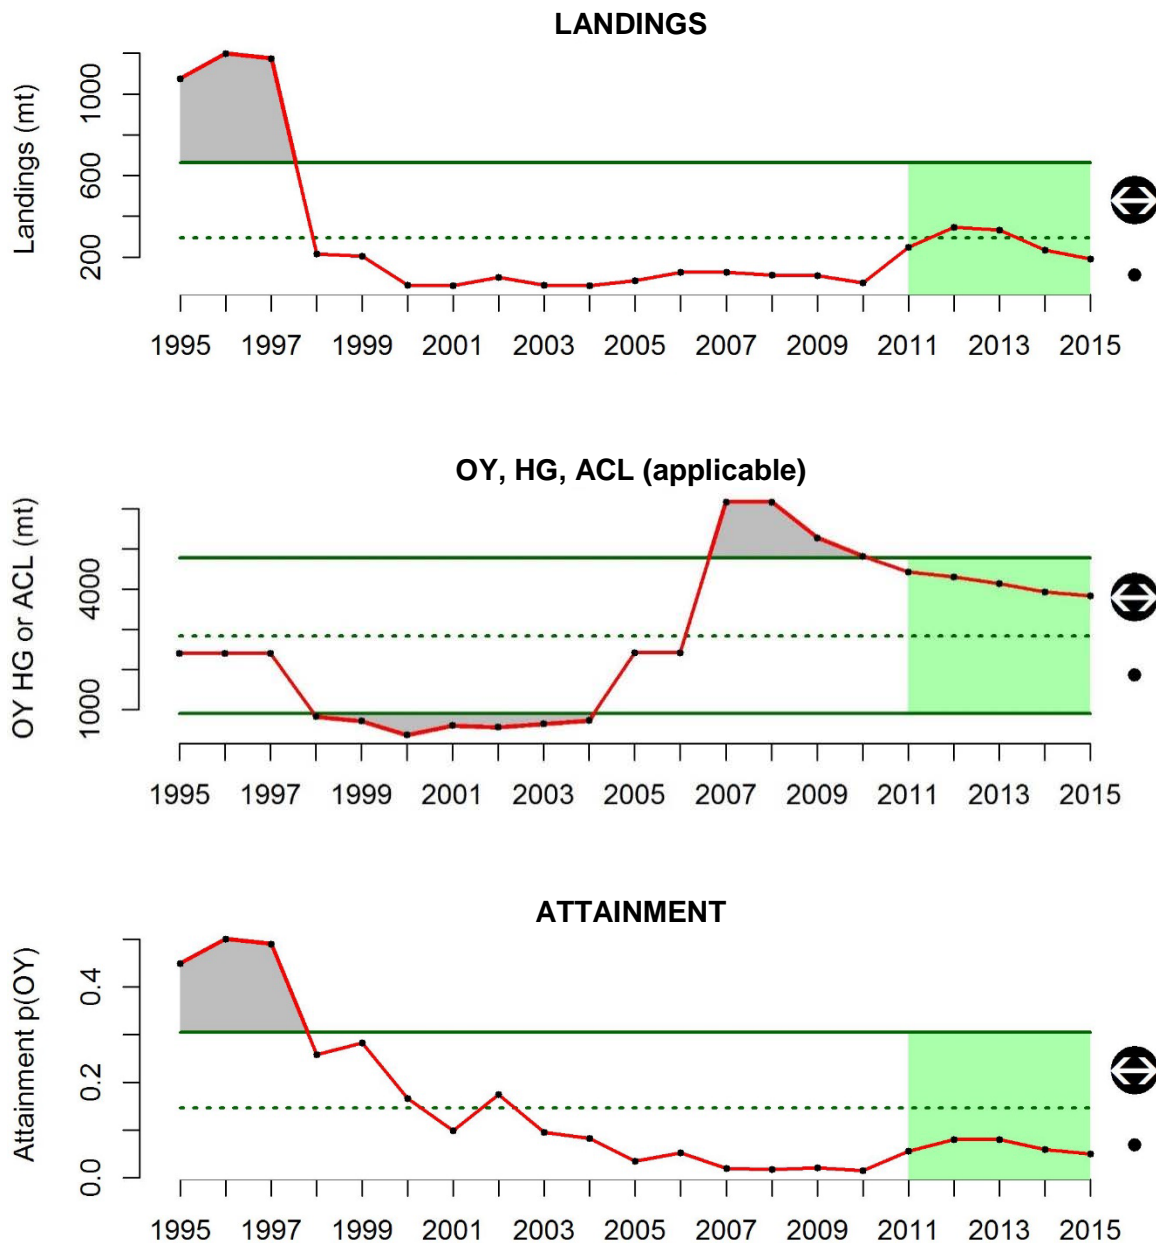 LANDINGS
Landings (mt)
1000
600
200
1995 1997 1999 2001 2003 2005 2007 2009 2011 2013 2015
OY, HG, ACL (applicable)
OY HG or ACL (mt)
4000
1000
1995 1997 1999 2001 2003 2005 2007 2009 2011 2013 2015
ATTAINMENT
Attainment p(OY)
0.4
0.2
0.0
1995 1997 1999 2001 2003 2005 2007 2009 2011 2013 2015